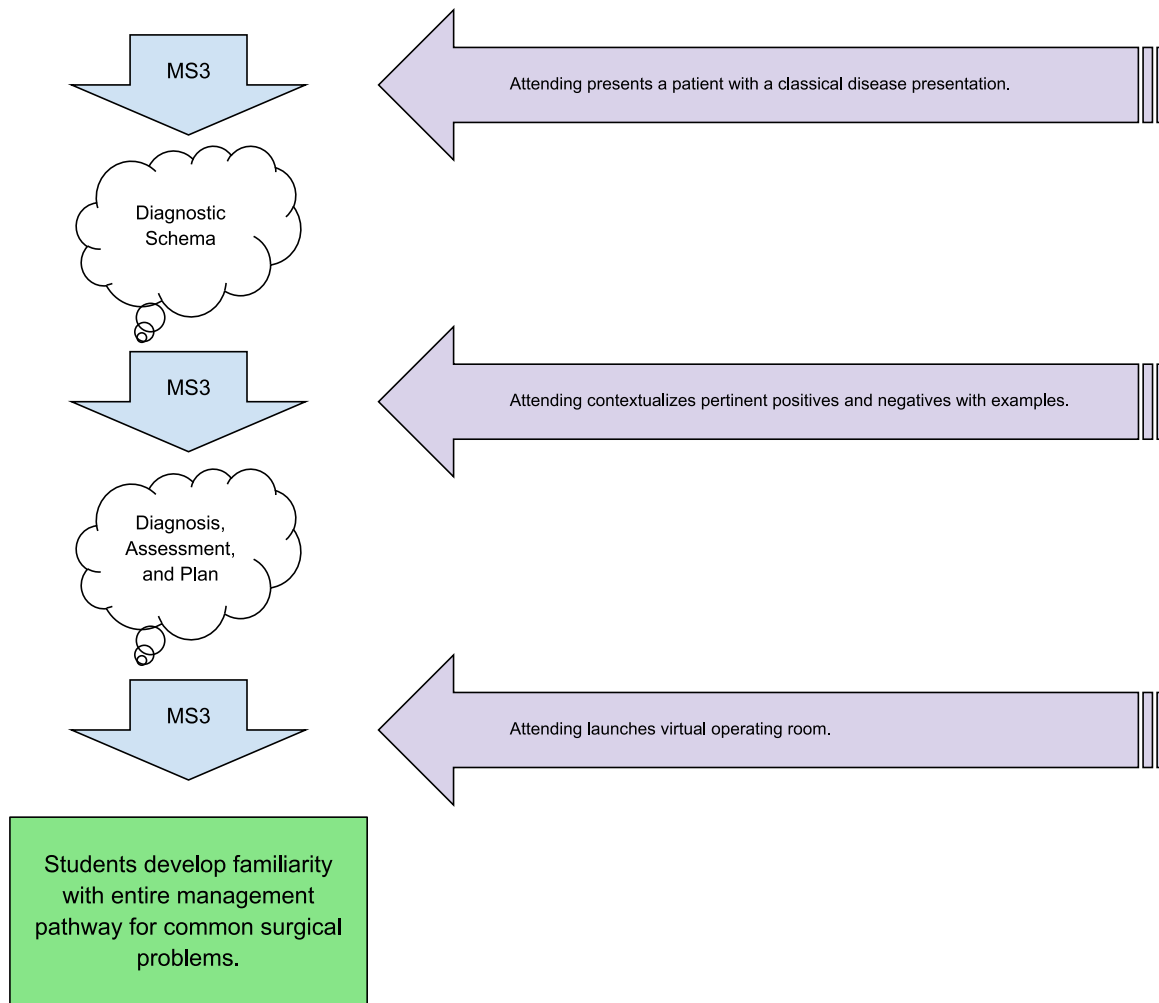 MS3
Attending presents a patient with a classical disease presentation.
Diagnostic
Schema
MS3
Attending contextualizes pertinent positives and negatives with examples.
Diagnosis,
Assessment,
and Plan
MS3
Attending launches virtual operating room.
Students develop familiarity
with entire management
pathway for common surgical
problems.